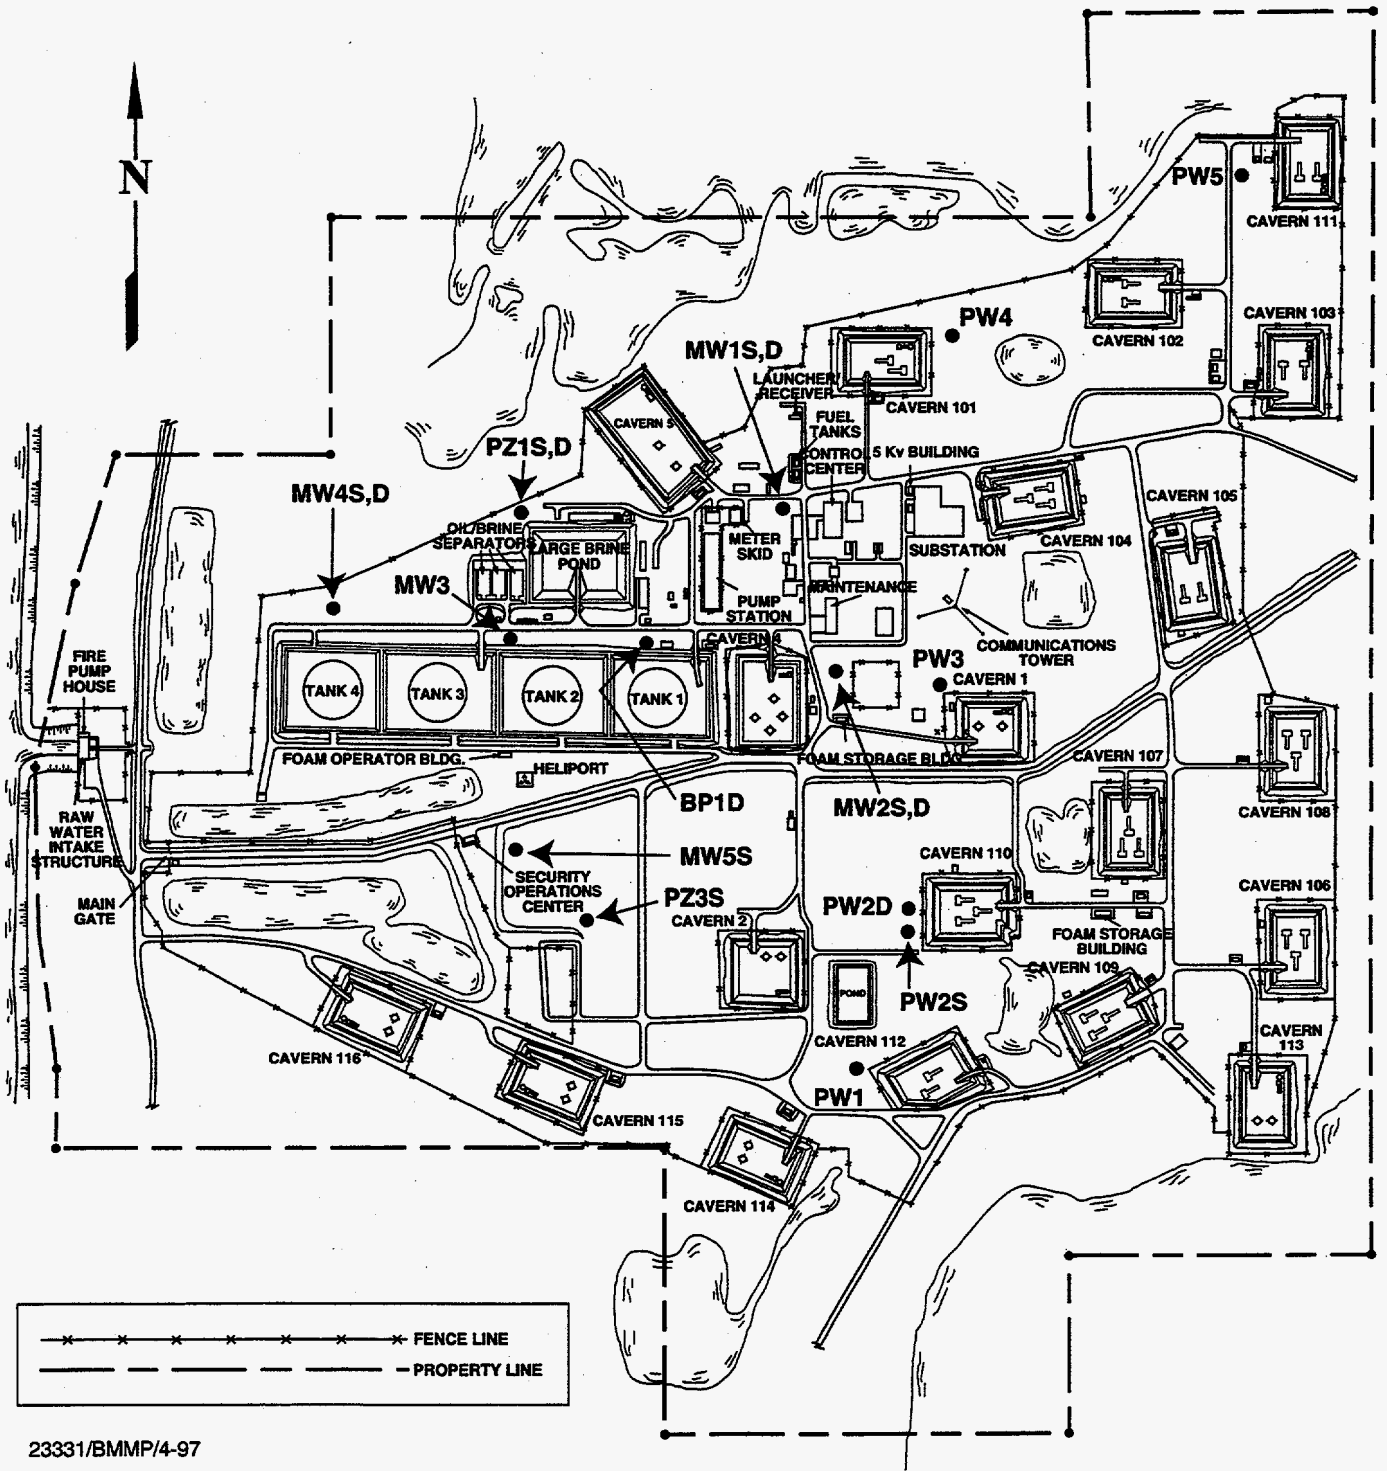 N
PW5
CAVERN 111
CAVERN 102
CAVERN 103
PW4
MW1S,D
LAUNCHER/
RECEIVER
CAVERN 101
FUEL
TANKS
CAVERN 5
PZ1S,D
CONTROL
CENTER
5 Kv BUILDING
MW4S,D
OIL/BRINE
SEPARATORS
LARGE BRINE
POND
METER
SKID
SUBSTATION
CAVERN 104
CAVERN 105
MW3
PUMP
STATION
MAINTENANCE
CAVERN 4
COMMUNICATIONS
TOWER
FIRE
PUMP
HOUSE
PW3
CAVERN 1
TANK 4
TANK 3
TANK 2
TANK 1
FOAM OPERATOR BLDG.
HELIPORT
FOAM STORAGE BLDG.
CAVERN 107
BP1D
MW2S,D
CAVERN 108
RAW
WATER
INTAKE
STRUCTURE
MW5S
CAVERN 110
SECURITY
OPERATIONS
CENTER
MAIN
GATE
PZ3S
CAVERN 2
PW2D
CAVERN 106
FOAM STORAGE
BUILDING
CAVERN 109
PW2S
POND
CAVERN 112
CAVERN
113
CAVERN 116
PW1
CAVERN 115
CAVERN 114
FENCE LINE
PROPERTY LINE
23331/BMMP/4-97